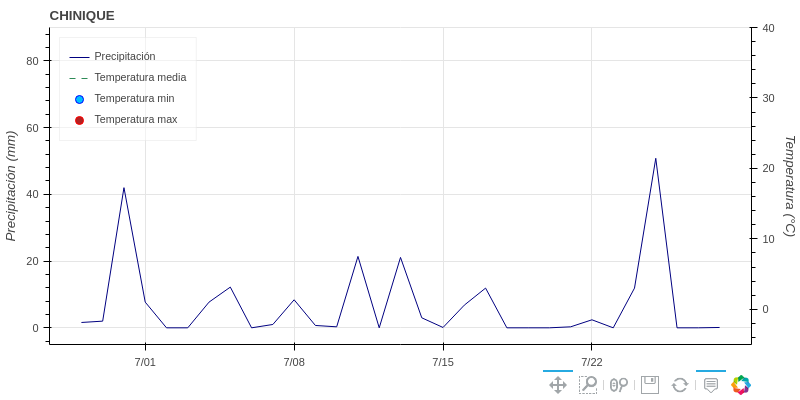 CHINIQUE
Precipitación
Temperatura media
Temperatura min
Temperatura max
Precipitación (mm)
80
60
40
20
0
40
30
20
10
0
Temperatura (°C)
7/01
7/08
7/15
7/22